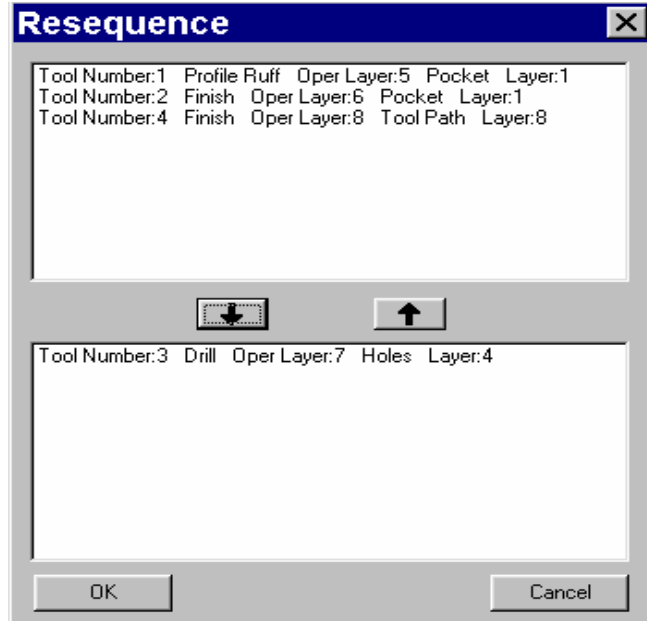 Resequence
Tool Number:1 Profile Ruff Oper Layer:5 Pocket Layer:1
Tool Number:2 Finish Oper Layer:6 Pocket Layer:1
Tool Number:4 Finish Oper Layer:8 Tool Path Layer:8
Tool Number:3 Drill Oper Layer:7 Holes Layer:4
OK Cancel